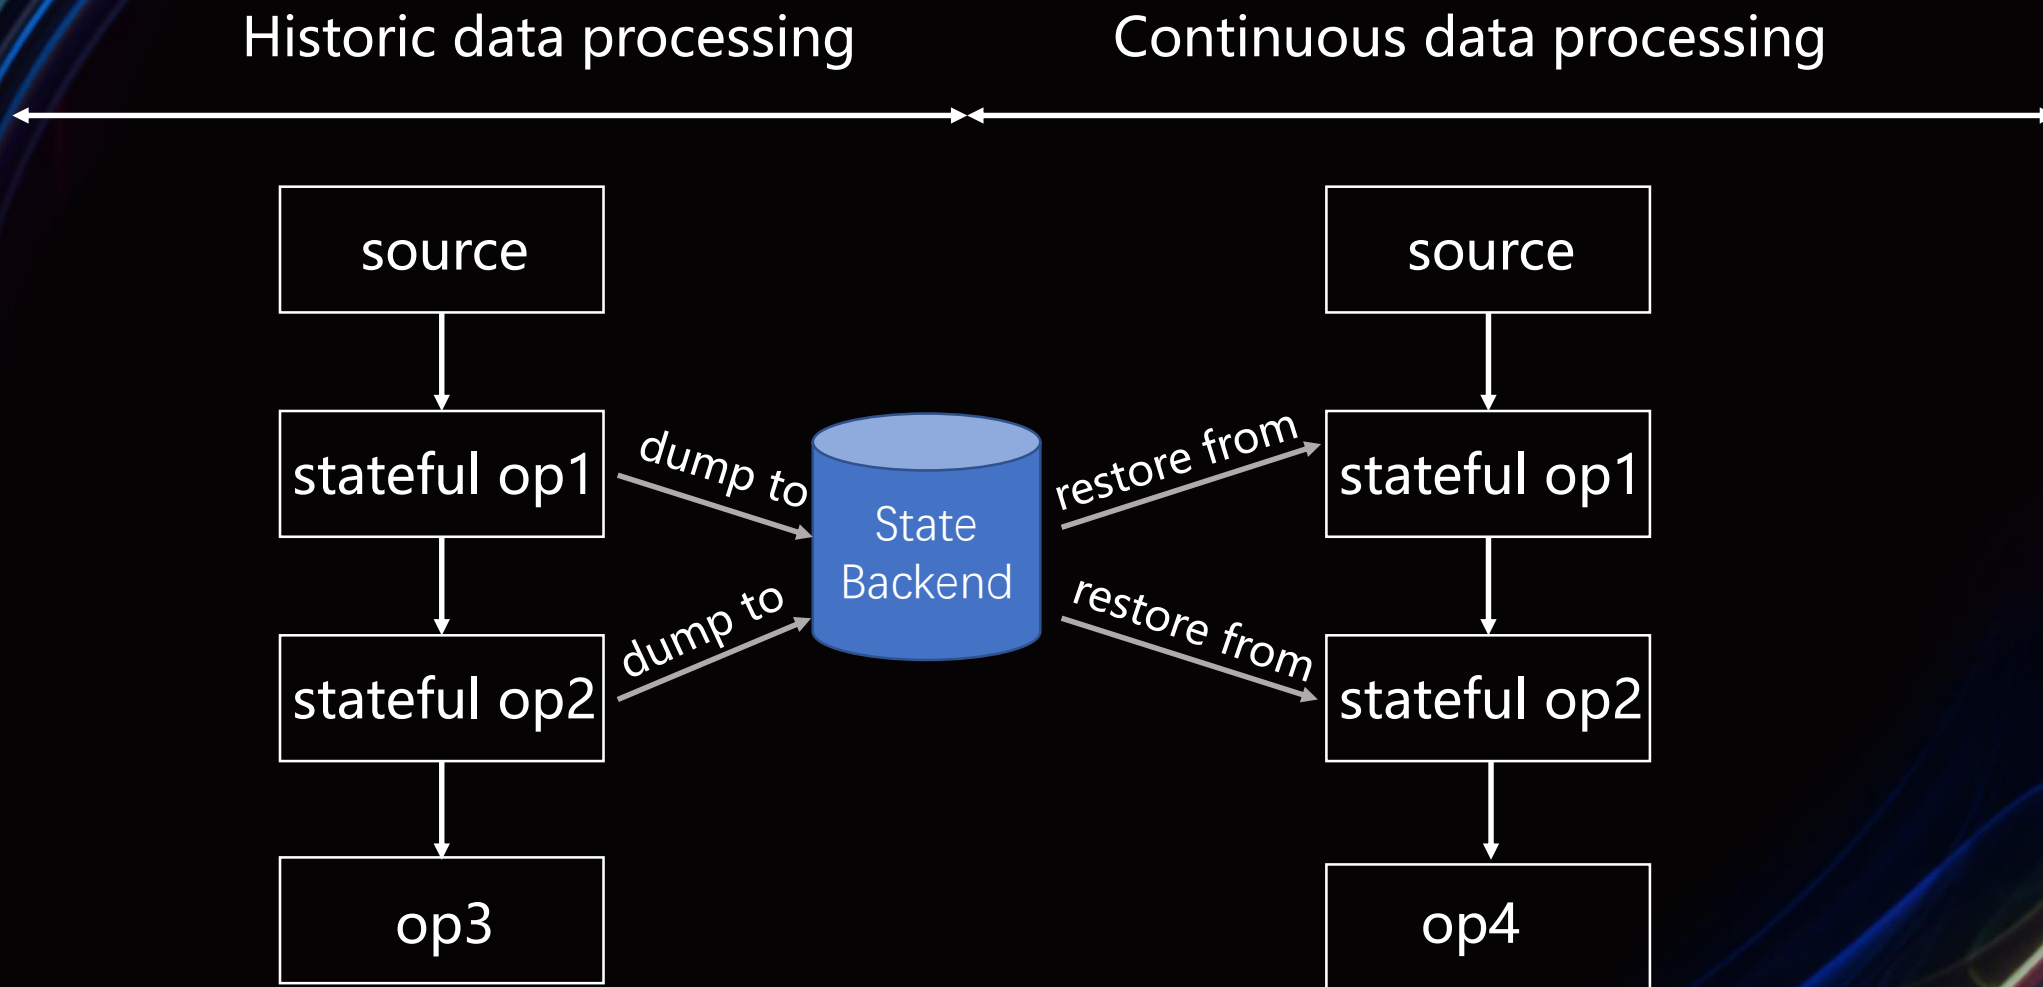 Historic data processing
Continuous data processing
source
source
stateful op1
dump to
State
Backend
restore from
stateful op1
stateful op2
dump to
restore from
stateful op2
op3
op4